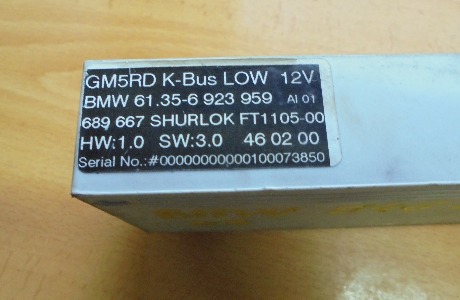 GM5RD K-Bus LOW 12V
BMW 61.35-6 923 959 AI 01
689 667 SHURLOK FT1105-00
HW:1.0 SW:3.0 46 02 00
Serial No.:#00000000000100073850